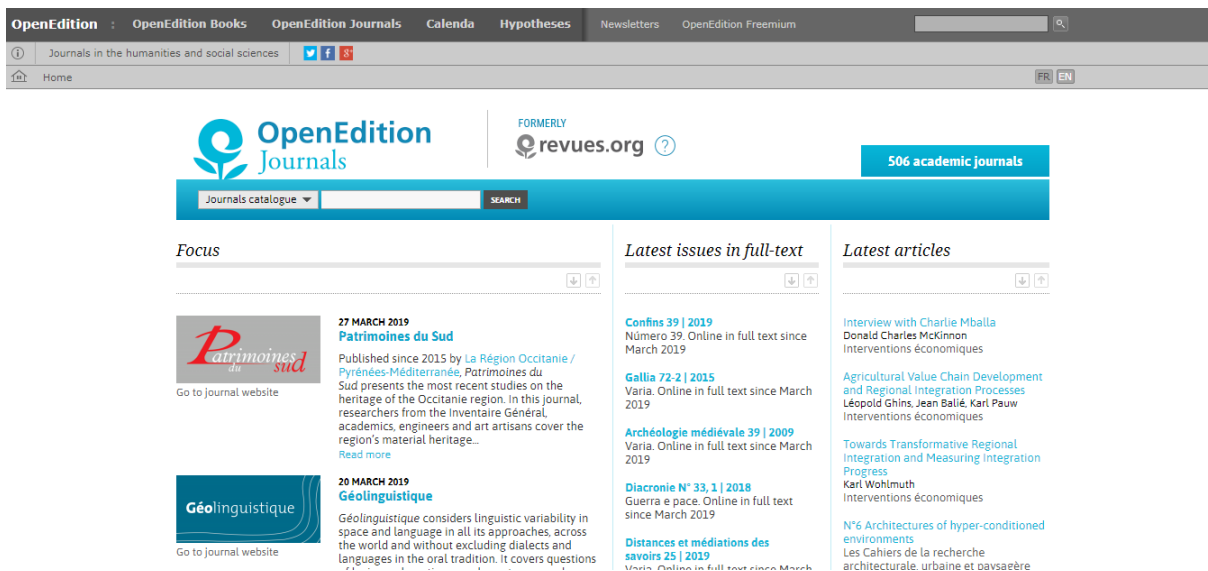 OpenEdition : OpenEdition Books OpenEdition Journals Calenda Hypotheses Newsletters OpenEdition Freemium
Journals in the humanities and social sciences
Home
FR EN
OpenEdition
Journals
FORMERLY
revues.org ?
506 academic journals
Journals catalogue
SEARCH
Focus
Patrimoines
du sud
Go to journal website
27 MARCH 2019
Patrimoines du Sud
Published since 2015 by La Région Occitanie /
Pyrénées-Méditerranée, Patrimoines du
Sud presents the most recent studies on the
heritage of the Occitanie region. In this journal,
researchers from the Inventaire Général,
academics, engineers and art artisans cover the
region's material heritage...
Read more
Géolinguistique
Go to journal website
20 MARCH 2019
Géolinguistique
Géolinguistique considers linguistic variability in
space and language in all its approaches, across
the world and without excluding dialects and
languages in the oral tradition. It covers questions
Latest issues in full-text
Confins 39 | 2019
Número 39. Online in full text since
March 2019
Gallia 72-2 | 2015
Varia. Online in full text since March
2019
Archéologie médiévale 39 | 2009
Varia. Online in full text since March
2019
Diacronie N° 33, 1 | 2018
Guerra e pace. Online in full text
since March 2019
Distances et médiations des
savoirs 25 | 2019
Varia. Online in full text since March
Latest articles
Interview with Charlie Mballa
Donald Charles McKinnon
Interventions économiques
Agricultural Value Chain Development
and Regional Integration Processes
Léopold Ghins, Jean Balié, Karl Pauw
Interventions économiques
Towards Transformative Regional
Integration and Measuring Integration
Progress
Karl Wohlmuth
Interventions économiques
N°6 Architectures of hyper-conditioned
environments
Les Cahiers de la recherche
architecturale, urbaine et paysagère